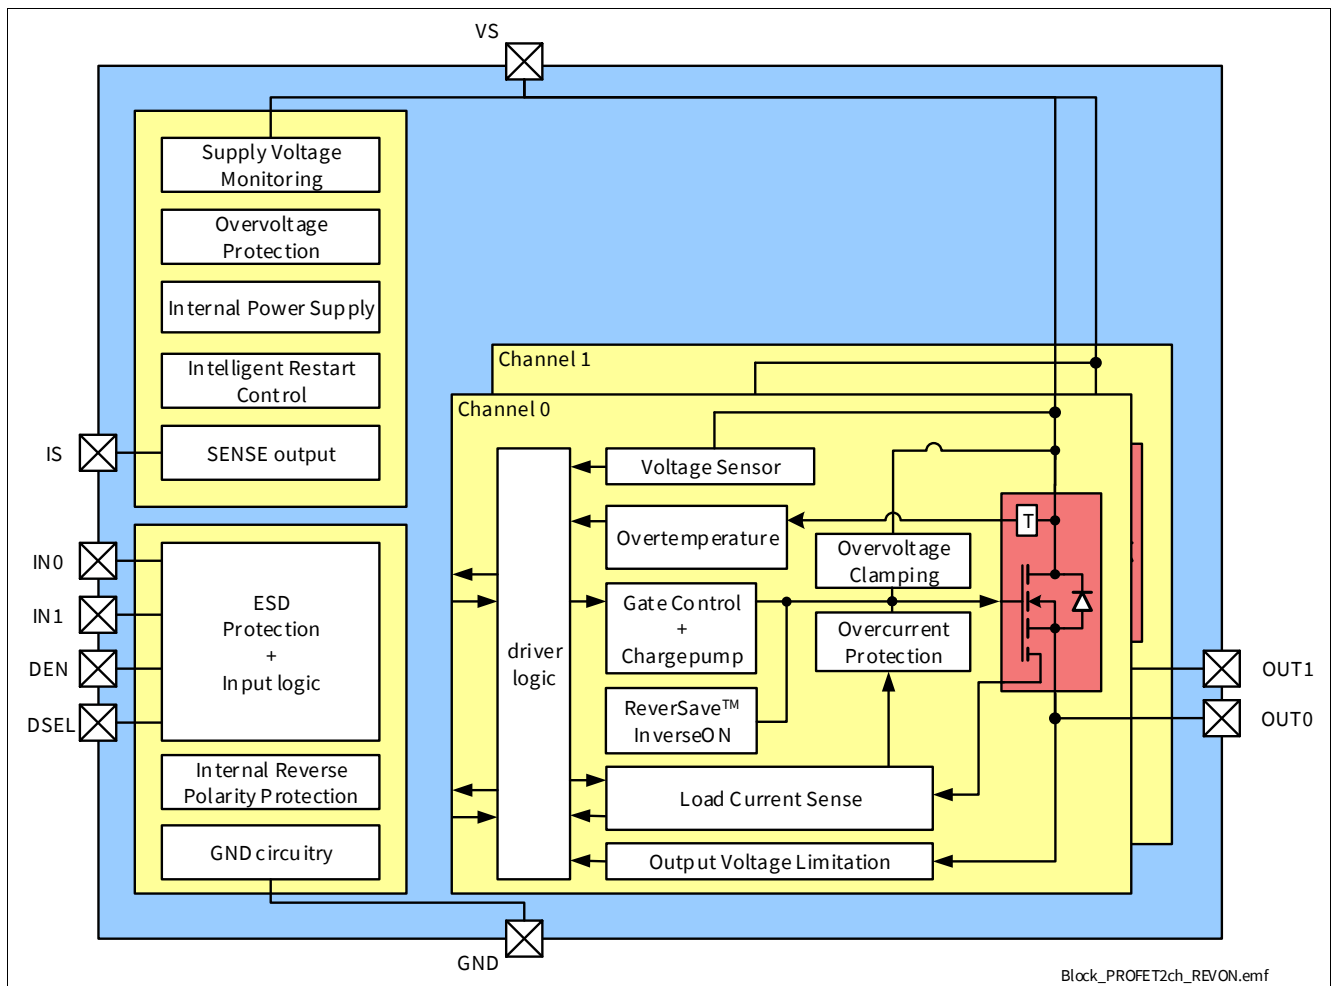 VS
Supply Voltage
Monitoring
Overvoltage
Protection
Internal Power Supply
Intelligent Restart
Control
SENSE output
IS
IN0
IN1
DEN
DSEL
ESD
Protection
+
Input logic
Internal Reverse
Polarity Protection
GND circuitry
GND
Channel 1
Channel 0
driver
logic
Voltage Sensor
Overtemperature
T
Overvoltage
Clamping
Gate Control
+
Chargepump
Overcurrent
Protection
ReverSave™
InverseON
Load Current Sense
Output Voltage Limitation
OUT1
OUT0
Block_PROFET2ch_REVON.emf